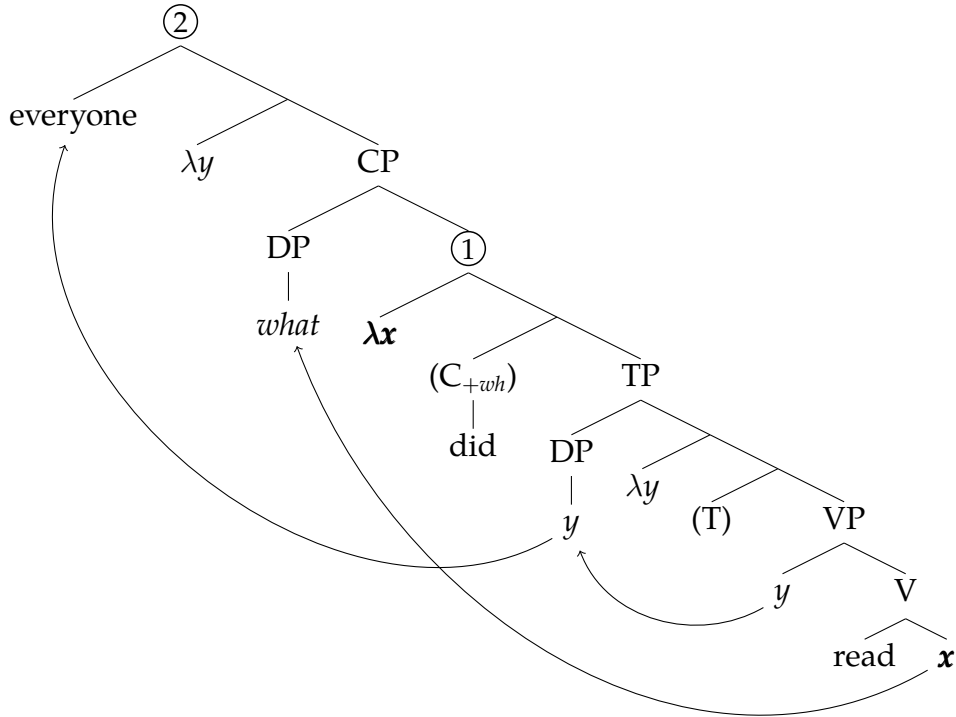 ②
everyone
λy
CP
DP
①
what
λx
(C+wh)
TP
did
DP
λy
(T)
VP
y
y
V
read
x